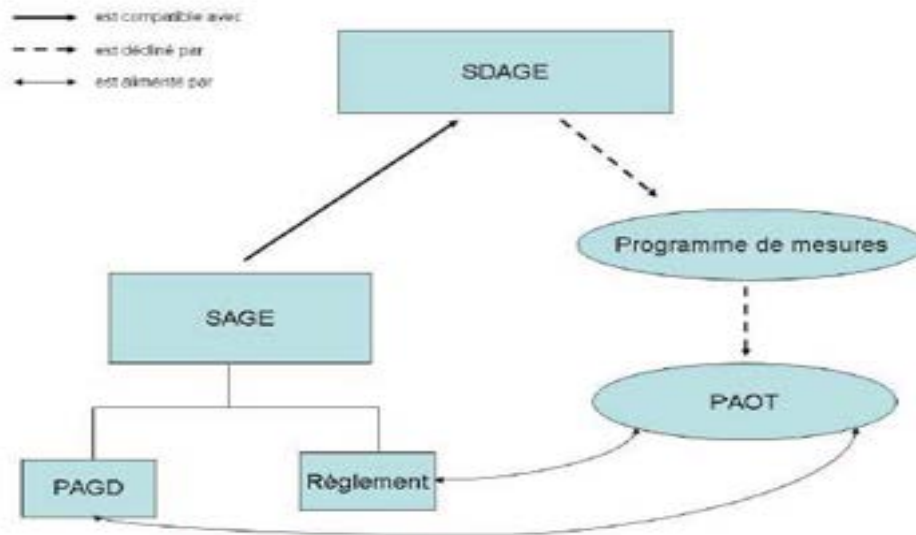 est compatible avec
est décliné par
est alimenté par
SDAGE
Programme de mesures
SAGE
PAOT
PAGD
Règlement